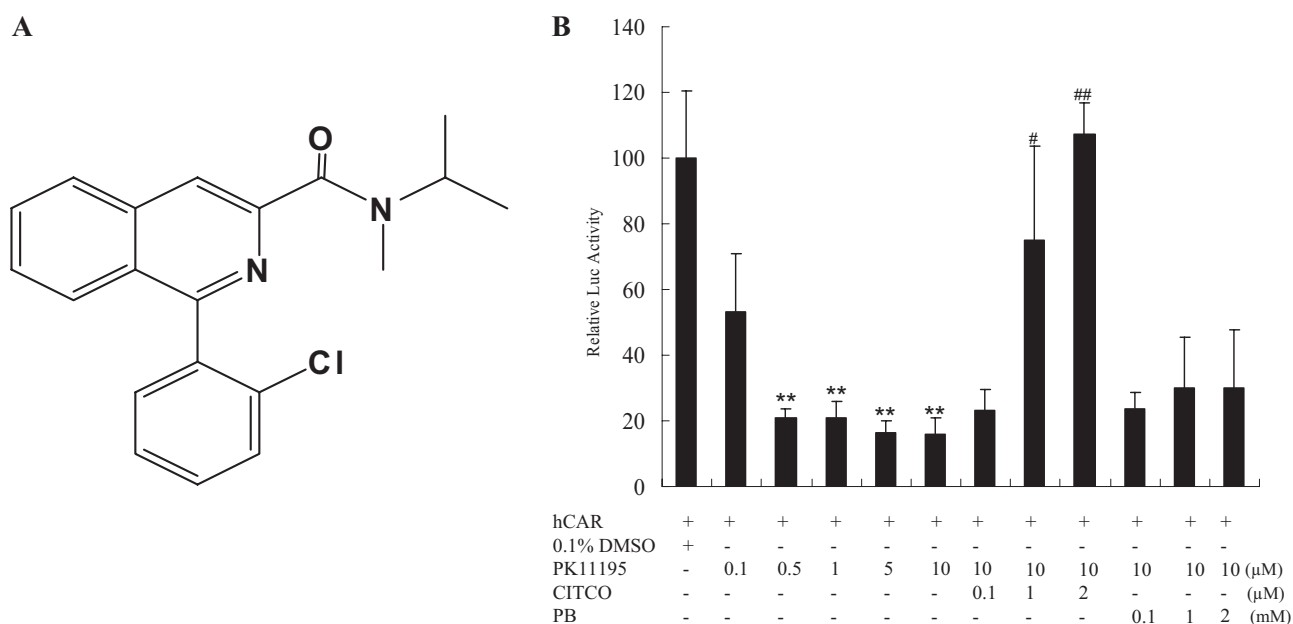 A
O
N
N
Cl
B
Relative Luc Activity
140
120
100
80
60
40
20
0
** ** ** ** # ##
hCAR + + + + + + + + + + + +
0.1% DMSO + - - - - - - - - - - -
PK11195 - 0.1 0.5 1 5 10 10 10 10 10 10 10 (µM)
CITCO - - - - - - 0.1 1 2 - - - (µM)
PB - - - - - - - - - 0.1 1 2 (mM)